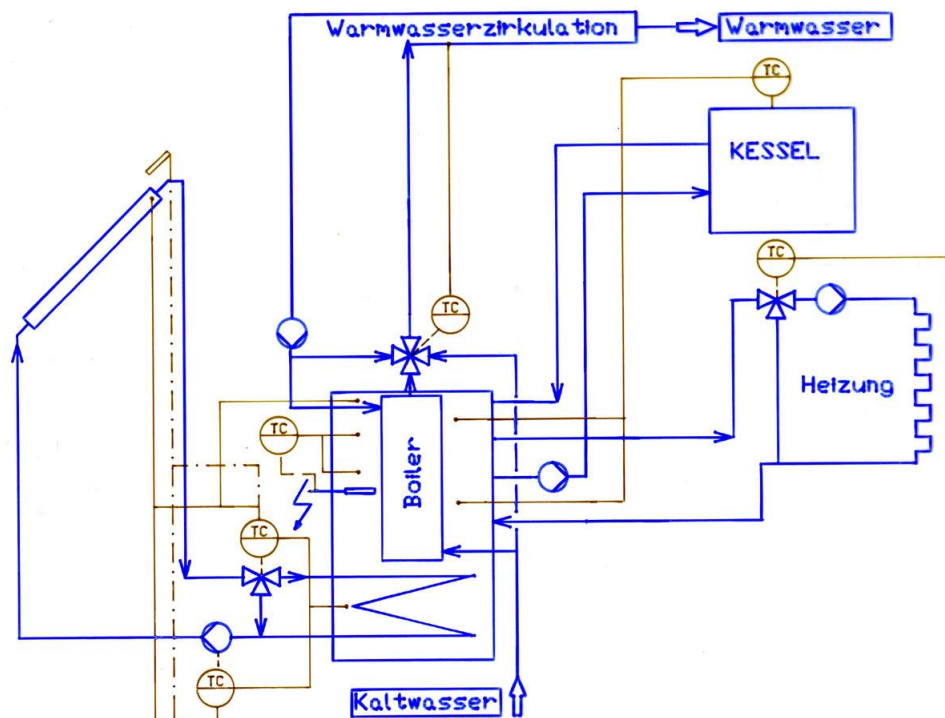 Warmwasserzirkulation
Warmwasser
TC
KESSEL
TC
TC
Heizung
TC
Boiler
TC
TC
Kaltwasser